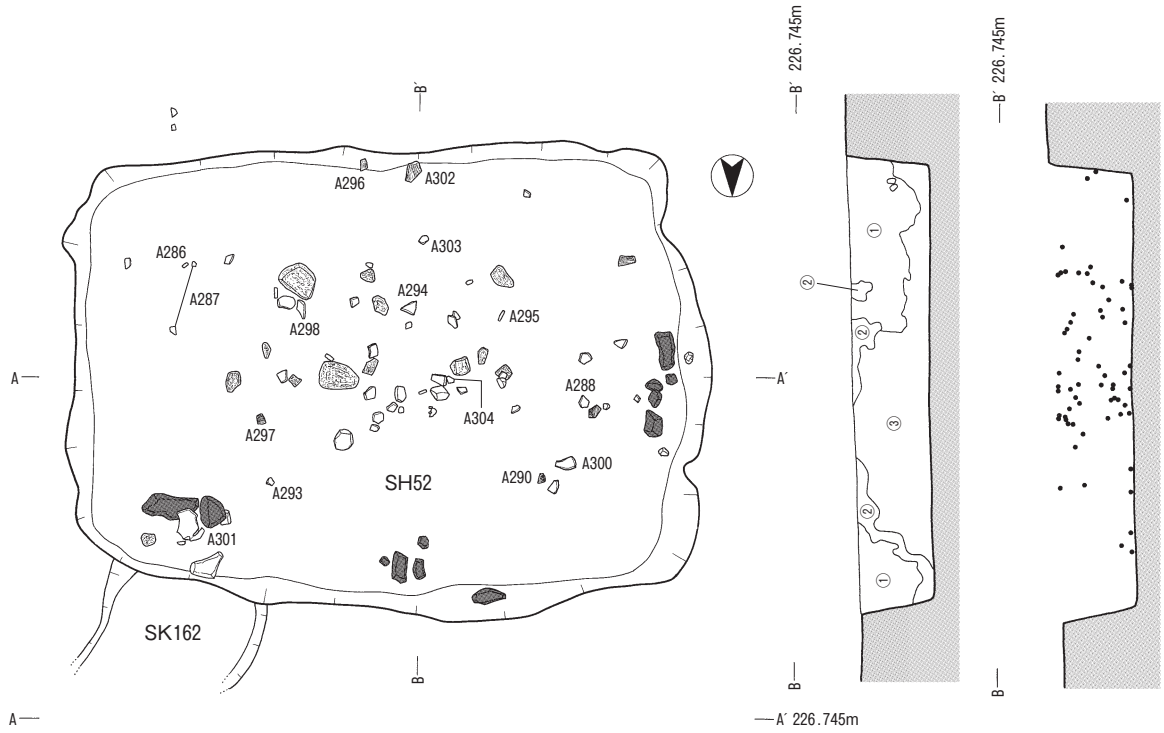 B´
A296
A302
A303
A286
A287
A294
A295
A298
A
A´
A288
A304
A297
A300
A290
A293
SH52
A301
SK162
B
A
A´ 226.745m
B´ 226.745m
①
②
②
③
②
①
B
B´ 226.745m
B